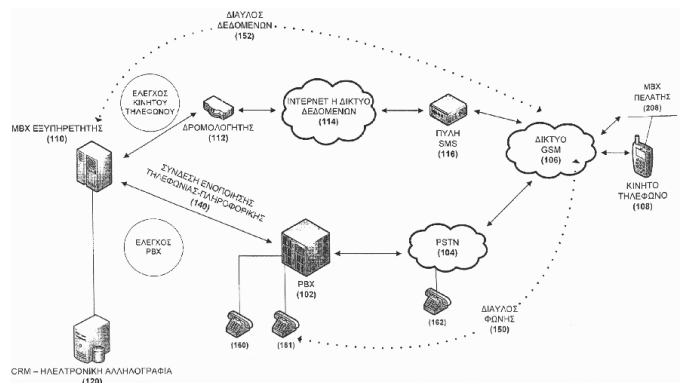 ΔΙΑΥΛΟΣ
ΔΕΔΟΜΕΝΩΝ
(152)
ΕΛΕΓΧΟΣ
ΚΙΝΗΤΟΥ
ΤΗΛΕΦΩΝΟΥ
INTERNET Η ΔΙΚΤΥΟ
ΔΕΔΟΜΕΝΩΝ
(114)
MBX
ΠΕΛΑΤΗΣ
(208)
MBX ΕΞΥΠΗΡΕΤΗΤΗΣ
(110)
ΔΡΟΜΟΛΟΓΗΤΗΣ
(112)
ΠΥΛΗ
SMS
(116)
ΔΙΚΤΥΟ
GSM
(106)
ΚΙΝΗΤΟ
ΤΗΛΕΦΩΝΟ
(108)
ΣΥΝΔΕΣΗ ΕΝΟΠΟΙΗΣΗΣ
ΤΗΛΕΦΩΝΙΑΣ-ΠΛΗΡΟΦΟΡΙΚΗΣ
(140)
ΕΛΕΓΧΟΣ
PBX
PBX
(102)
PSTN
(104)
(160)
(161)
(162)
ΔΙΑΥΛΟΣ
ΦΩΝΗΣ
(150)
CRM – ΗΛΕΚΤΡΟΝΙΚΗ ΑΛΛΗΛΟΓΡΑΦΙΑ
(120)